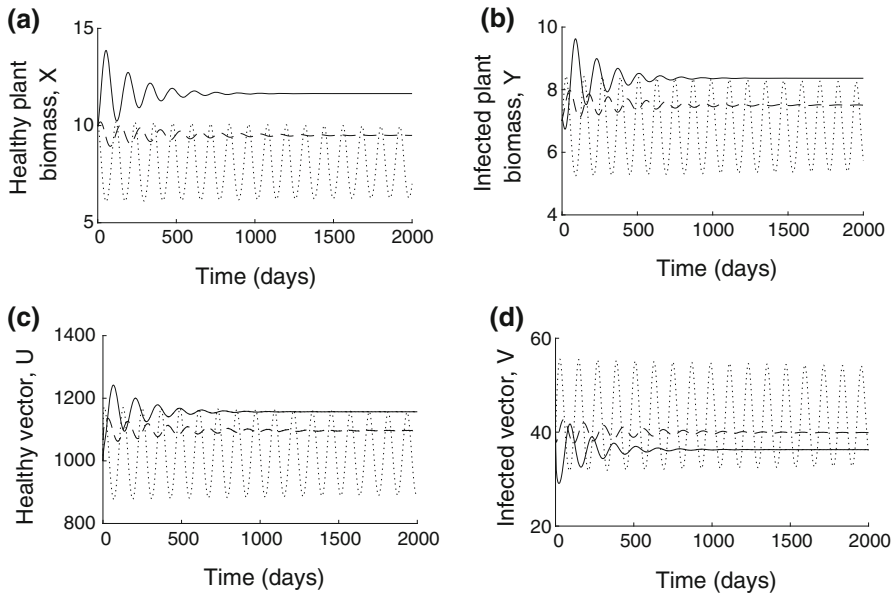 (a)
15
10
5
Healthy plant
biomass, X
0 500 1000 1500 2000
Time (days)
(b)
10
8
6
4
Infected plant
biomass, Y
0 500 1000 1500 2000
Time (days)
(c)
1400
1200
1000
800
Healthy vector, U
0 500 1000 1500 2000
Time (days)
(d)
60
40
20
Infected vector, V
0 500 1000 1500 2000
Time (days)